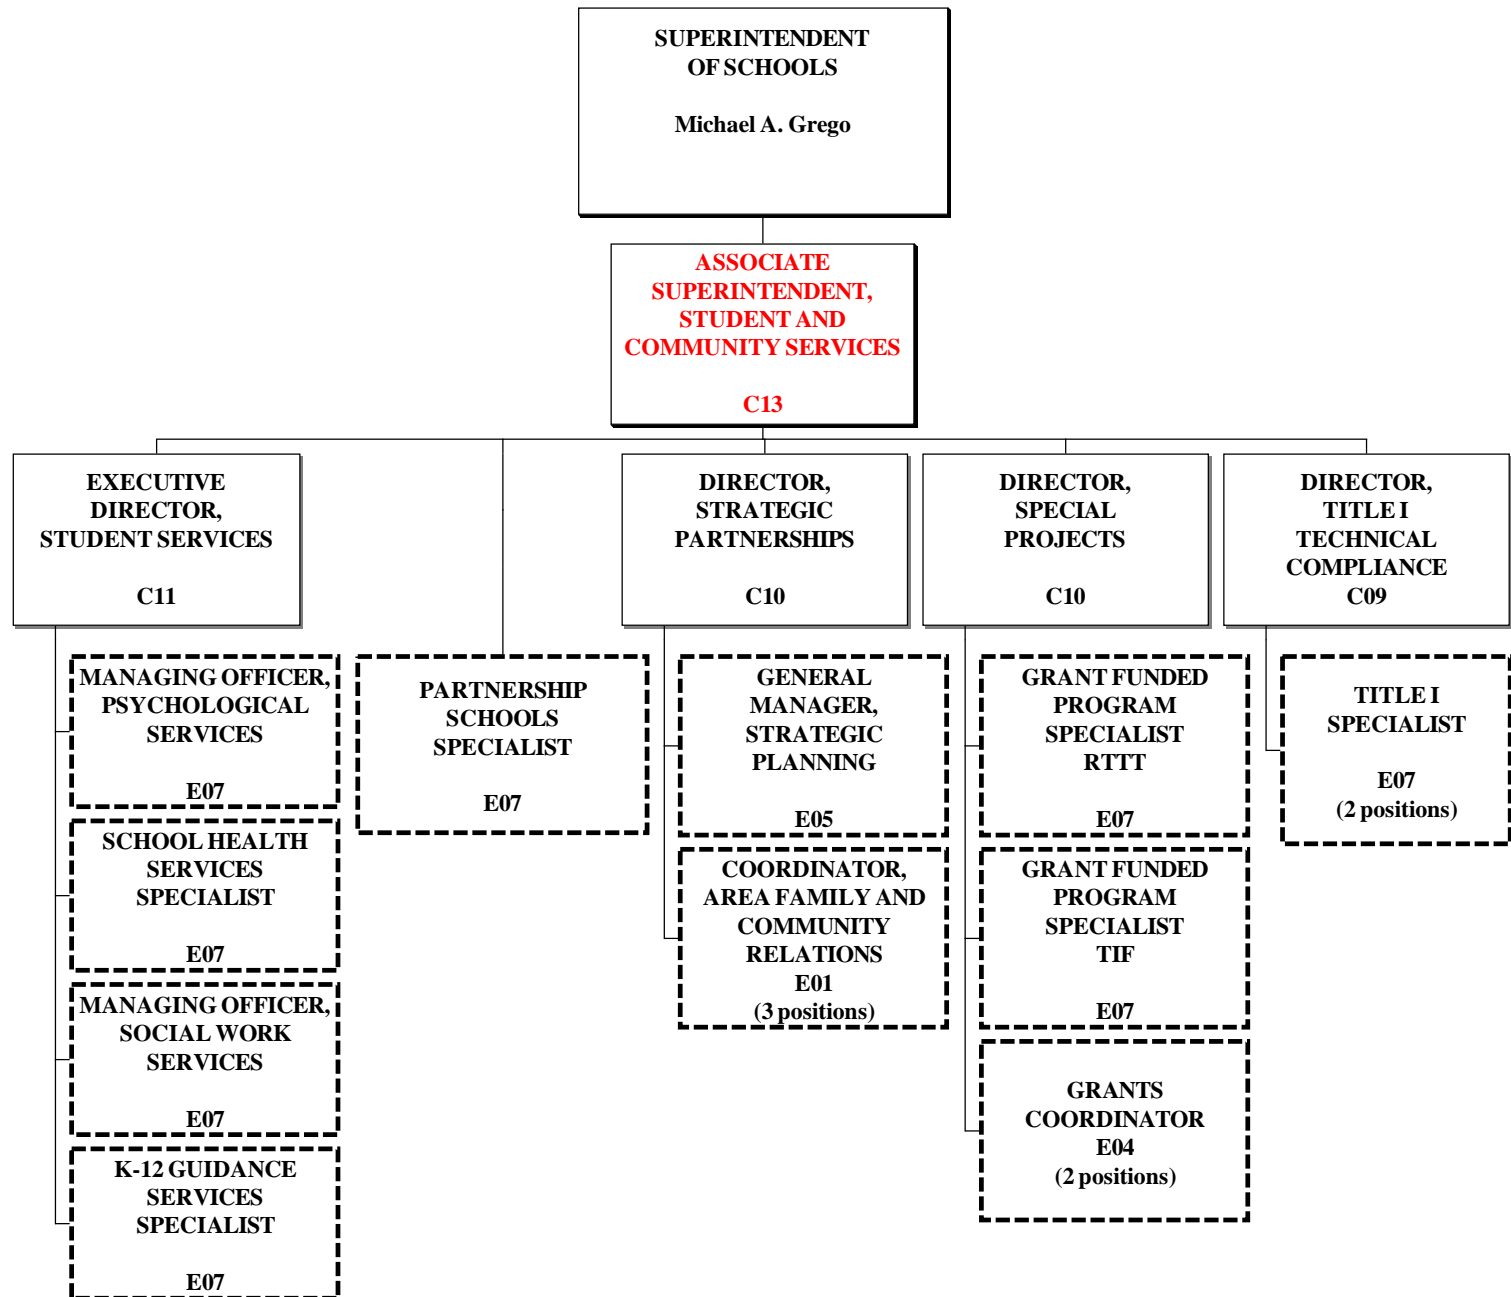 SUPERINTENDENT
OF SCHOOLS
Michael A. Grego
ASSOCIATE
SUPERINTENDENT,
STUDENT AND
COMMUNITY SERVICES
C13
EXECUTIVE
DIRECTOR,
STUDENT SERVICES
C11
DIRECTOR,
STRATEGIC
PARTNERSHIPS
C10
DIRECTOR,
SPECIAL
PROJECTS
C10
DIRECTOR,
TITLE I
TECHNICAL
COMPLIANCE
C09
MANAGING OFFICER,
PSYCHOLOGICAL
SERVICES
E07
SCHOOL HEALTH
SERVICES
SPECIALIST
E07
MANAGING OFFICER,
SOCIAL WORK
SERVICES
E07
K-12 GUIDANCE
SERVICES
SPECIALIST
E07
PARTNERSHIP
SCHOOLS
SPECIALIST
E07
GENERAL
MANAGER,
STRATEGIC
PLANNING
E05
COORDINATOR,
AREA FAMILY AND
COMMUNITY
RELATIONS
E01
(3 positions)
GRANT FUNDED
PROGRAM
SPECIALIST
RTTT
E07
GRANT FUNDED
PROGRAM
SPECIALIST
TIF
E07
GRANTS
COORDINATOR
E04
(2 positions)
TITLE I
SPECIALIST
E07
(2 positions)